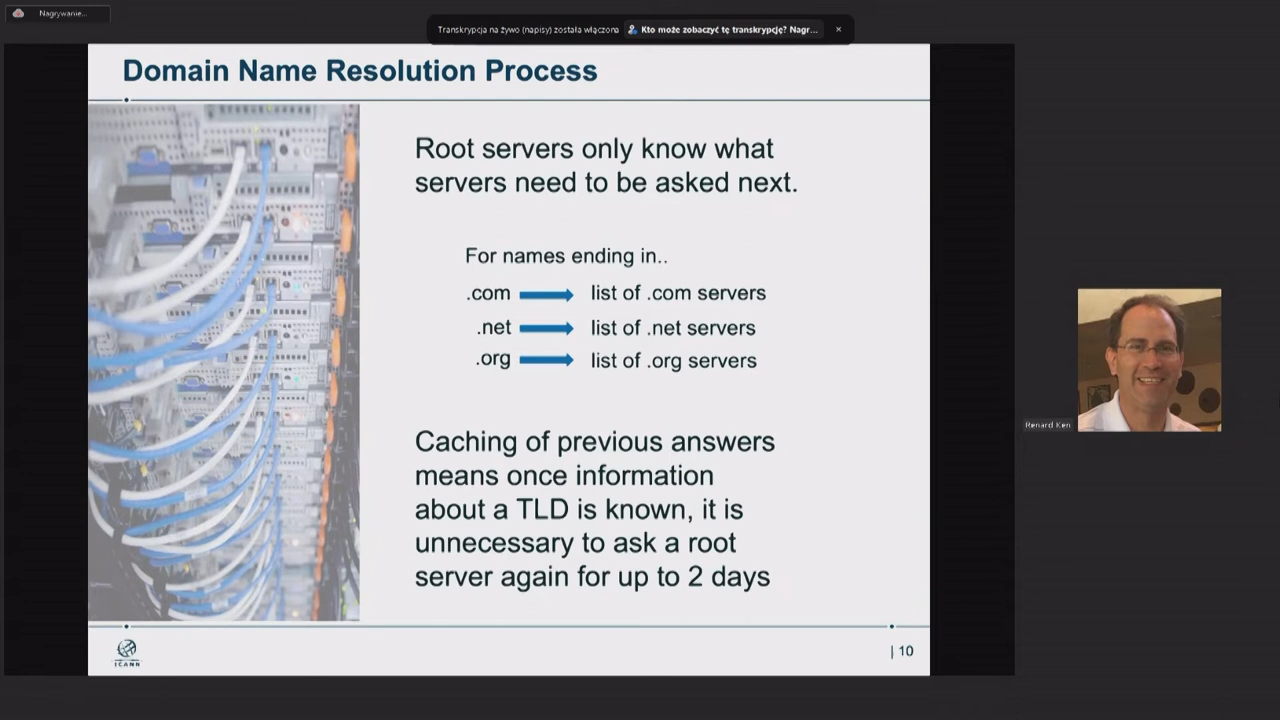 Nagrywanie...
Transkrypcja na żywo (napisy) została włączona
Kto może zobaczyć tę transkrypcję? Nagr...
Domain Name Resolution Process
Root servers only know what
servers need to be asked next.
For names ending in..
.com list of .com servers
.net list of .net servers
.org list of .org servers
Caching of previous answers
means once information
about a TLD is known, it is
unnecessary to ask a root
server again for up to 2 days
Renard Ken
ICANN
| 10